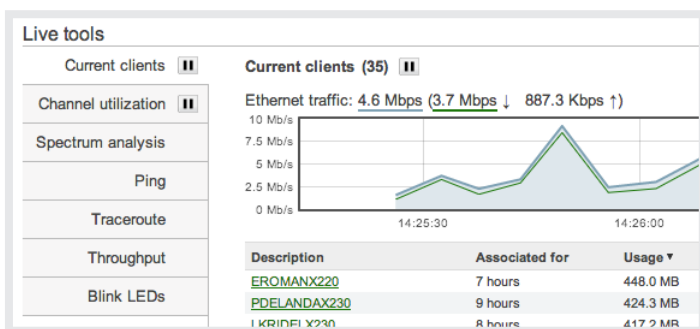 Live tools
Current clients
Channel utilization
Spectrum analysis
Ping
Traceroute
Throughput
Blink LEDs
Current clients (35)
Ethernet traffic: 4.6 Mbps (3.7 Mbps ↓ 887.3 Kbps ↑)
10 Mb/s
7.5 Mb/s
5 Mb/s
2.5 Mb/s
0 Mb/s
14:25:30 14:26:00
Description Associated for Usage ▼
EROMANX220 7 hours 448.0 MB
PDELANDAX230 9 hours 424.3 MB
LKRIDELX230 8 hours 417.2 MB